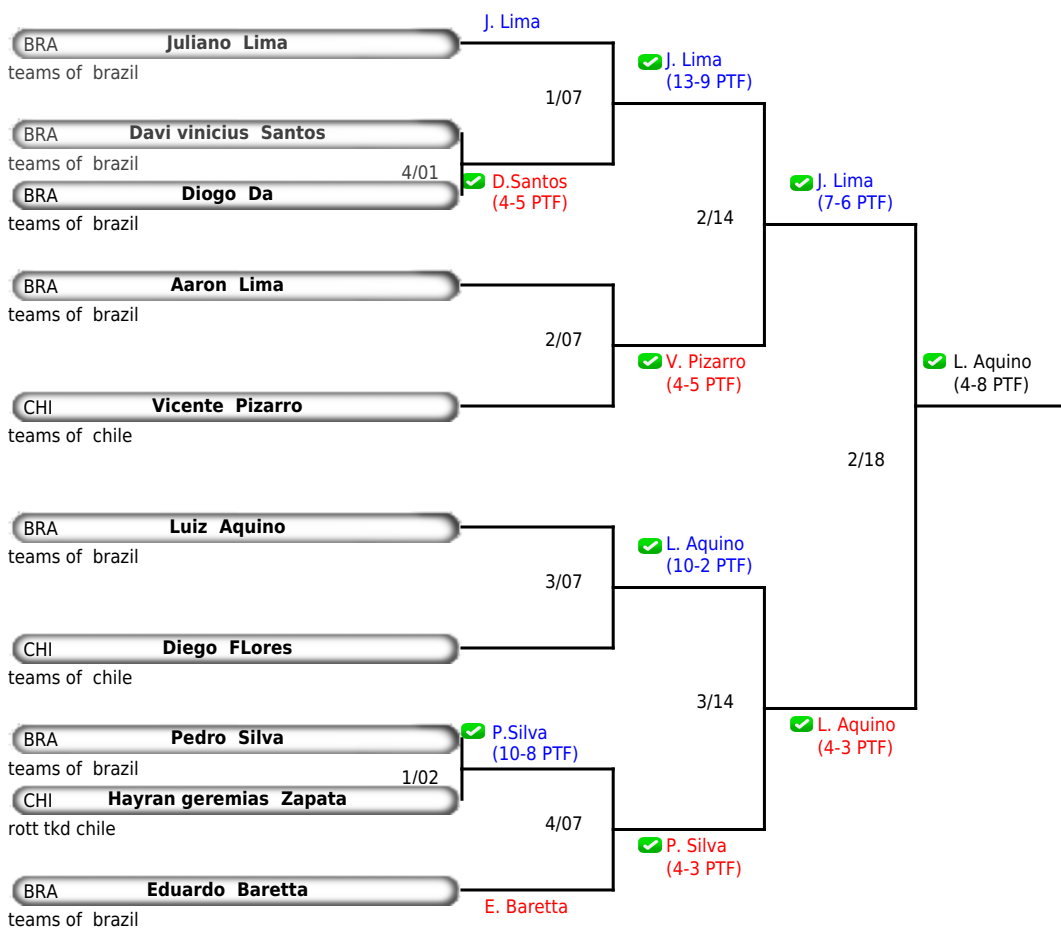 J. Lima
BRA Juliano Lima
teams of brazil
J. Lima
(13-9 PTF)
1/07
BRA Davi vinicius Santos
teams of brazil
4/01
D.Santos
(4-5 PTF)
BRA Diogo Da
teams of brazil
J. Lima
(7-6 PTF)
2/14
BRA Aaron Lima
teams of brazil
2/07
V. Pizarro
(4-5 PTF)
L. Aquino
(4-8 PTF)
CHI Vicente Pizarro
teams of chile
2/18
BRA Luiz Aquino
teams of brazil
L. Aquino
(10-2 PTF)
3/07
CHI Diego FLores
teams of chile
3/14
L. Aquino
(4-3 PTF)
BRA Pedro Silva
teams of brazil
P.Silva
(10-8 PTF)
1/02
CHI Hayran geremias Zapata
rott tkd chile
4/07
P. Silva
(4-3 PTF)
BRA Eduardo Baretta
teams of brazil
E. Baretta